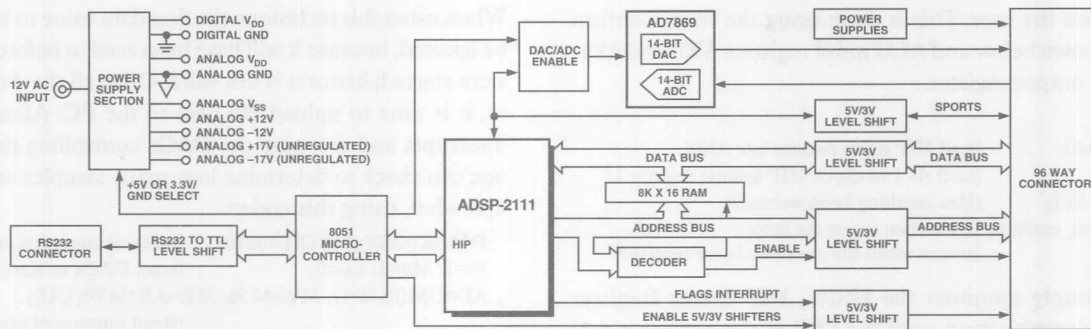 12V AC
INPUT
POWER
SUPPLY
SECTION
DIGITAL VDD
DIGITAL GND
ANALOG VDD
ANALOG GND
ANALOG VSS
ANALOG +12V
ANALOG –12V
ANALOG +17V (UNREGULATED)
ANALOG –17V (UNREGULATED)
+5V OR 3.3V/
GND SELECT
RS232
CONNECTOR
RS232 TO TTL
LEVEL SHIFT
8051
MICRO-
CONTROLLER
HIP
ADSP-2111
DAC/ADC
ENABLE
AD7869
14-BIT
DAC
14-BIT
ADC
POWER
SUPPLIES
5V/3V
LEVEL SHIFT
SPORTS
DATA BUS
5V/3V
LEVEL SHIFT
DATA BUS
8K X 16 RAM
ADDRESS BUS
DECODER
ENABLE
5V/3V
LEVEL SHIFT
ADDRESS BUS
FLAGS INTERRUPT
ENABLE 5V/3V SHIFTERS
5V/3V
LEVEL SHIFT
96 WAY
CONNECTOR